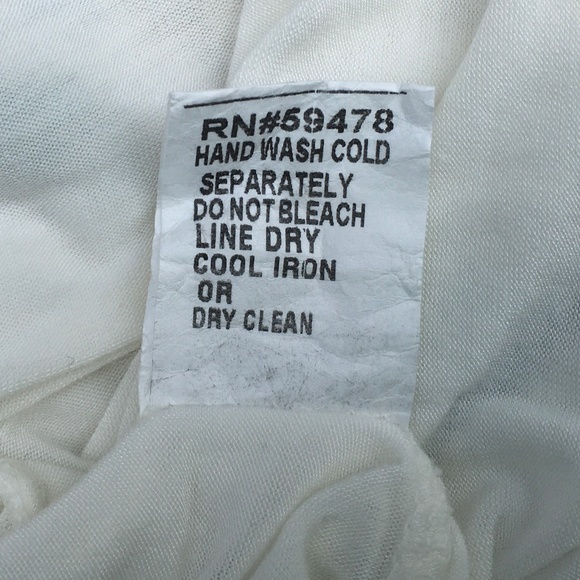 RN#59478
HAND WASH COLD
SEPARATELY
DO NOT BLEACH
LINE DRY
COOL IRON
OR
DRY CLEAN